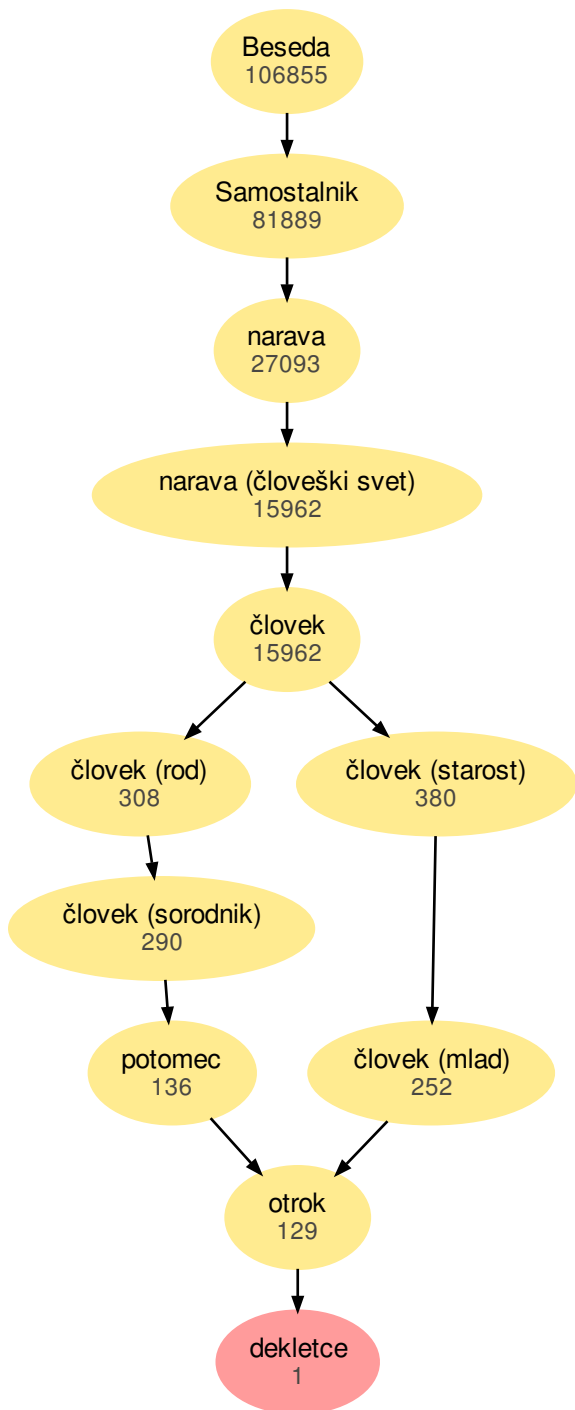 Beseda
106855
Samostalnik
81889
narava
27093
narava (človeški svet)
15962
človek
15962
človek (rod)
308
človek (starost)
380
človek (sorodnik)
290
potomec
136
človek (mlad)
252
otrok
129
dekletce
1